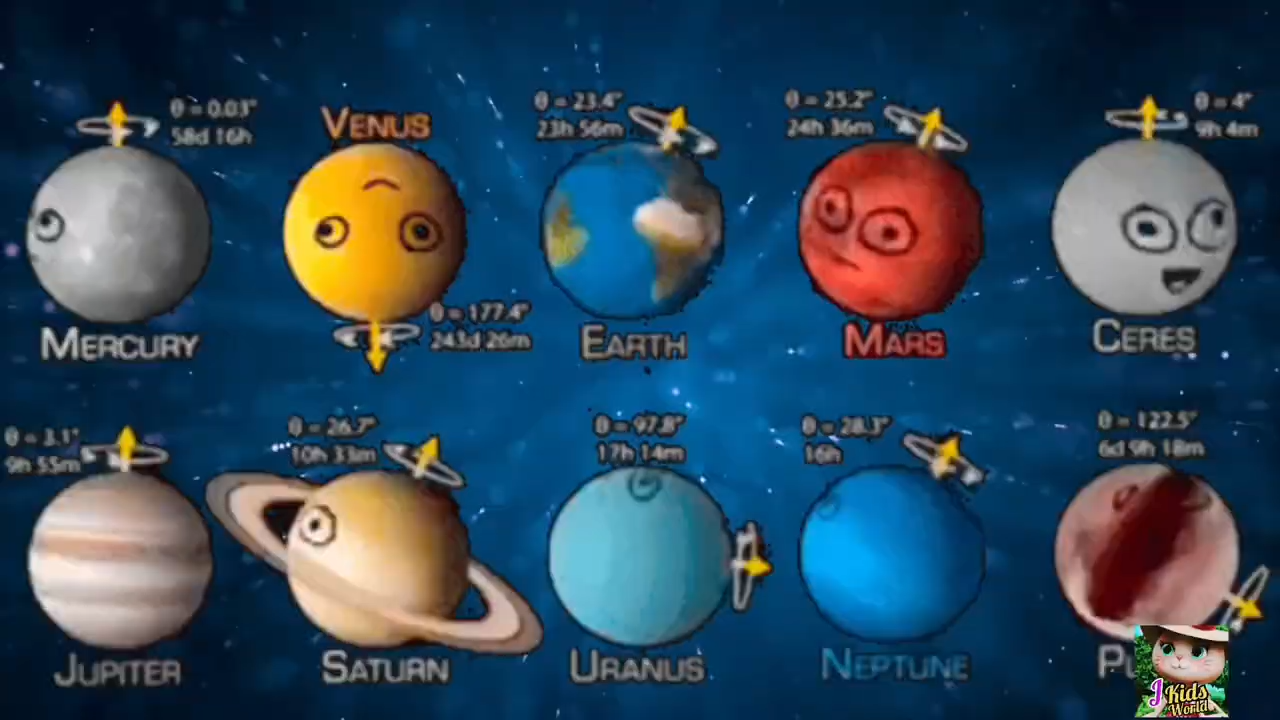 θ = 0.03°
58d 16h
MERCURY
VENUS
θ = 177.4°
243d 26m
θ = 23.4°
23h 56m
EARTH
θ = 25.2°
24h 36m
MARS
θ = 4°
9h 4m
CERES
θ = 3.1°
9h 55m
JUPITER
θ = 26.7°
10h 33m
SATURN
θ = 97.8°
17h 14m
URANUS
θ = 28.3°
16h
NEPTUNE
θ = 122.5°
6d 9h 18m
J Kids
World